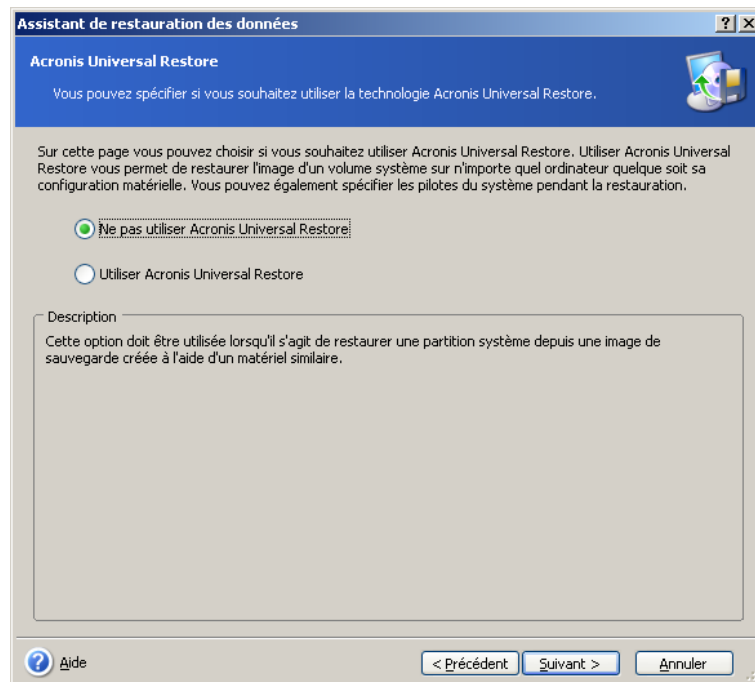 Assistant de restauration des données
Acronis Universal Restore
Vous pouvez spécifier si vous souhaitez utiliser la technologie Acronis Universal Restore.
Sur cette page vous pouvez choisir si vous souhaitez utiliser Acronis Universal Restore. Utiliser Acronis Universal
Restore vous permet de restaurer l'image d'un volume système sur n'importe quel ordinateur quelque soit sa
configuration matérielle. Vous pouvez également spécifier les pilotes du système pendant la restauration.
Ne pas utiliser Acronis Universal Restore
Utiliser Acronis Universal Restore
Description
Cette option doit être utilisée lorsqu'il s'agit de restaurer une partition système depuis une image de
sauvegarde créée à l'aide d'un matériel similaire.
Aide
< Précédent
Suivant >
Annuler